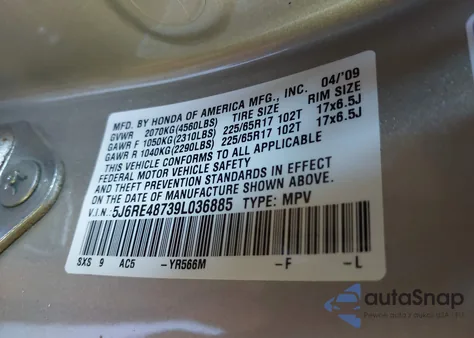 MFD. BY HONDA OF AMERICA MFG., INC. 04/'09
GVWR 2070KG(4560LBS) TIRE SIZE RIM SIZE
GAWR F 1050KG(2310LBS) 225/65R17 102T 17x6.5J
GAWR R 1040KG(2290LBS) 225/65R17 102T 17x6.5J
THIS VEHICLE CONFORMS TO ALL APPLICABLE
FEDERAL MOTOR VEHICLE SAFETY
AND THEFT PREVENTION STANDARDS IN EFFECT
ON THE DATE OF MANUFACTURE SHOWN ABOVE.
V.I.N: 5J6RE48739L036885 TYPE: MPV
SXS 9 AC5 -YR566M -F -L
autaSnap